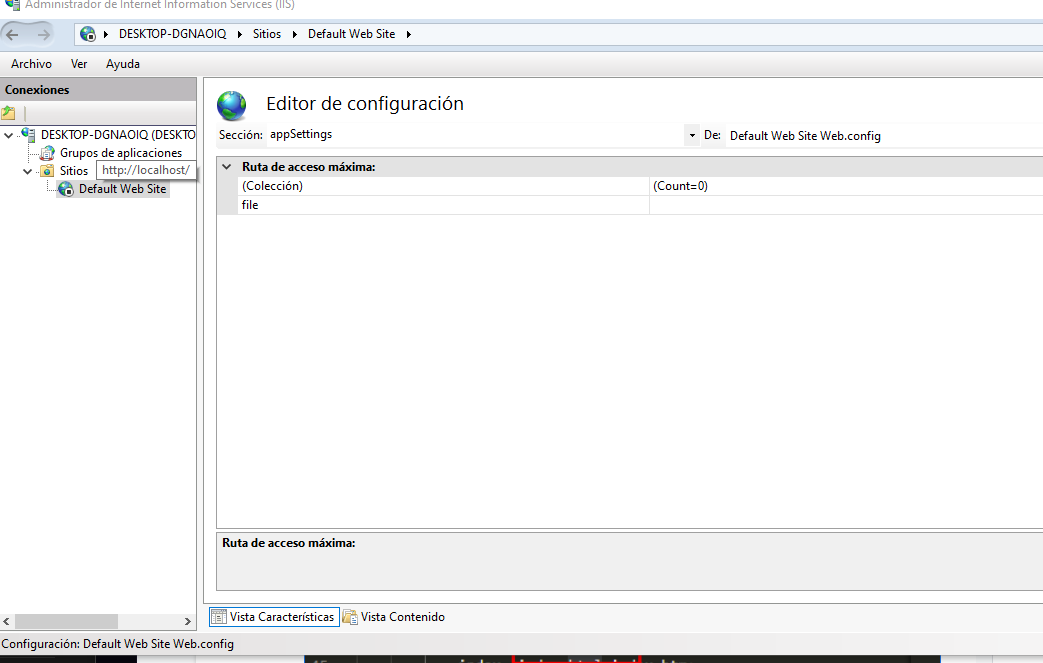 Administrador de Internet Information Services (IIS)
DESKTOP-DGNAOIQ Sitios Default Web Site
Archivo Ver Ayuda
Conexiones
DESKTOP-DGNAOIQ (DESKTO
Grupos de aplicaciones
Sitios
http://localhost/
Default Web Site
Editor de configuración
Sección: appSettings De: Default Web Site Web.config
Ruta de acceso máxima:
(Colección) (Count=0)
file
Ruta de acceso máxima:
Vista Características Vista Contenido
Configuración: Default Web Site Web.config